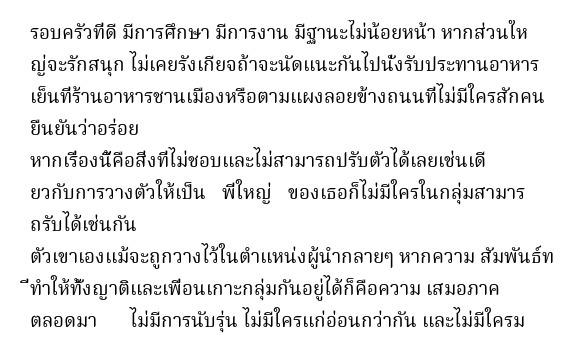 รอบครัวที่ดี มีการศึกษา มีการงาน มีฐานะไม่น้อยหน้า หากส่วนให
ญ่จะรักสนุก ไม่เคยรังเกียจถ้าจะนัดแนะกันไปนั่งรับประทานอาหาร
เย็นที่ร้านอาหารชานเมืองหรือตามแผงลอยข้างถนนที่ไม่มีใครสักคน
ยืนยันว่าอร่อย
หากเรื่องนี้คือสิ่งที่ไม่ชอบและไม่สามารถปรับตัวได้เลยเช่นเดี
ยวกับการวางตัวให้เป็น พี่ใหญ่ ของเธอก็ไม่มีใครในกลุ่มสามาร
ถรับได้เช่นกัน
ตัวเขาเองแม้จะถูกวางไว้ในตำแหน่งผู้นำกลายๆ หากความ สัมพันธ์ท
ี่ทำให้ทั้งญาติและเพื่อนเกาะกลุ่มกันอยู่ได้ก็คือความ เสมอภาค
ตลอดมา ไม่มีการนับรุ่น ไม่มีใครแก่อ่อนกว่ากัน และไม่มีใครม